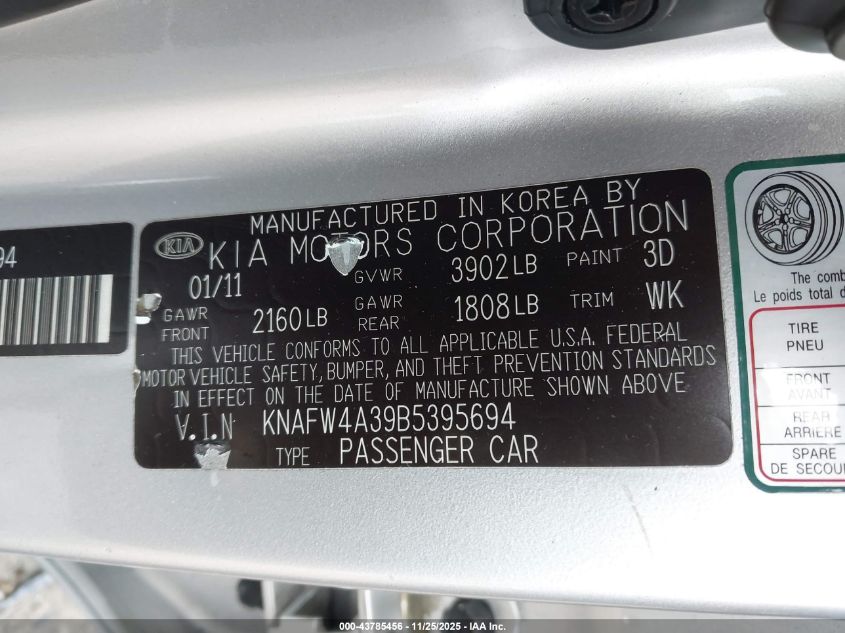 94
MANUFACTURED IN KOREA BY
KIA KIA MOTORS CORPORATION
01/11 GVWR 3902LB PAINT 3D
GAWR FRONT 2160LB GAWR REAR 1808LB TRIM WK
THIS VEHICLE CONFORMS TO ALL APPLICABLE U.S.A. FEDERAL
MOTOR VEHICLE SAFETY, BUMPER, AND THEFT PREVENTION STANDARDS
IN EFFECT ON THE DATE OF MANUFACTURE SHOWN ABOVE
V.I.N KNAFW4A39B5395694
TYPE PASSENGER CAR
The comb
Le poids total d
TIRE
PNEU
FRONT
AVANT
REAR
ARRIERE
SPARE
DE SECOU
000-43785456 - 11/25/2025 - IAA Inc.